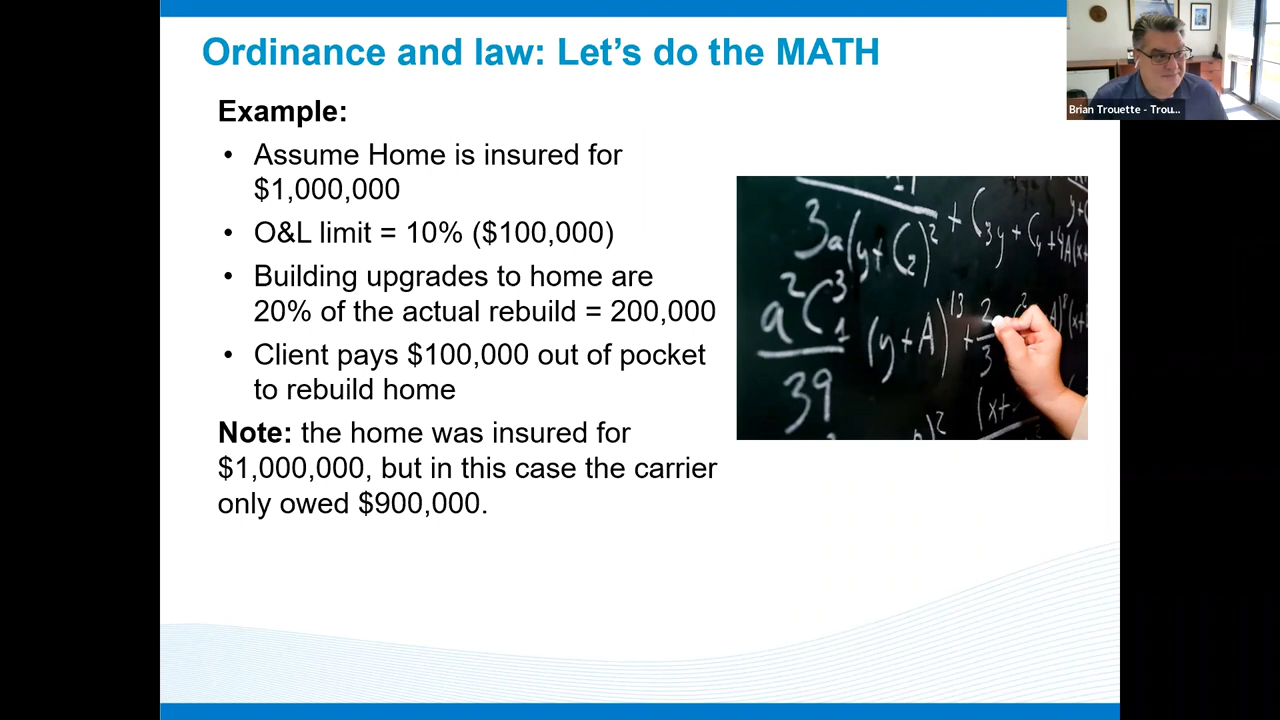 Ordinance and law: Let's do the MATH
Brian Trouette - Trou...
Example:
• Assume Home is insured for
$1,000,000
• O&L limit = 10% ($100,000)
• Building upgrades to home are
20% of the actual rebuild = 200,000
• Client pays $100,000 out of pocket
to rebuild home
Note: the home was insured for
$1,000,000, but in this case the carrier
only owed $900,000.